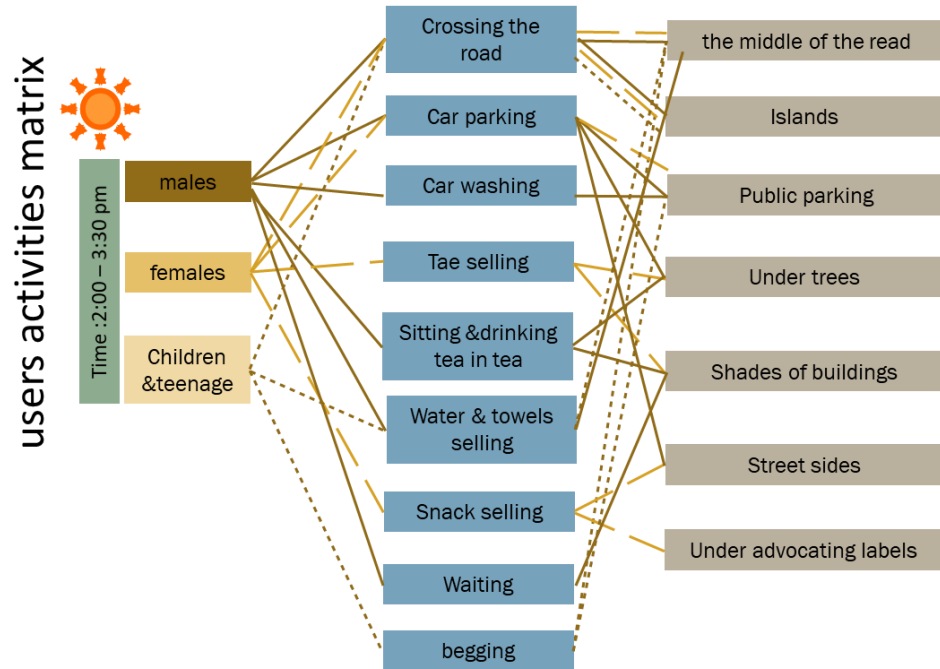 users activities matrix
Time :2:00 – 3:30 pm
males
females
Children
&teenage
Crossing the
road
Car parking
Car washing
Tae selling
Sitting &drinking
tea in tea
Water & towels
selling
Snack selling
Waiting
begging
the middle of the read
Islands
Public parking
Under trees
Shades of buildings
Street sides
Under advocating labels